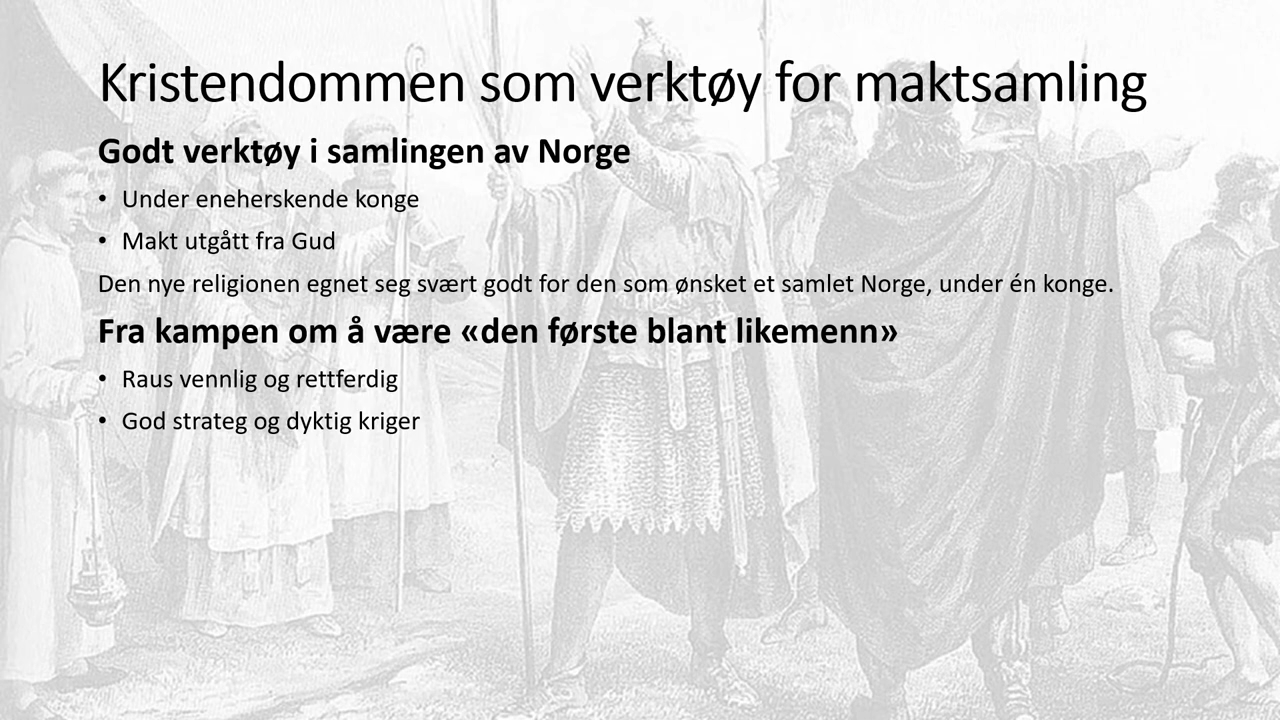 Kristendommen som verktøy for maktsamling
Godt verktøy i samlingen av Norge
• Under eneherskende konge
• Makt utgått fra Gud
Den nye religionen egnet seg svært godt for den som ønsket et samlet Norge, under én konge.
Fra kampen om å være «den første blant likemenn»
• Raus vennlig og rettferdig
• God strateg og dyktig kriger